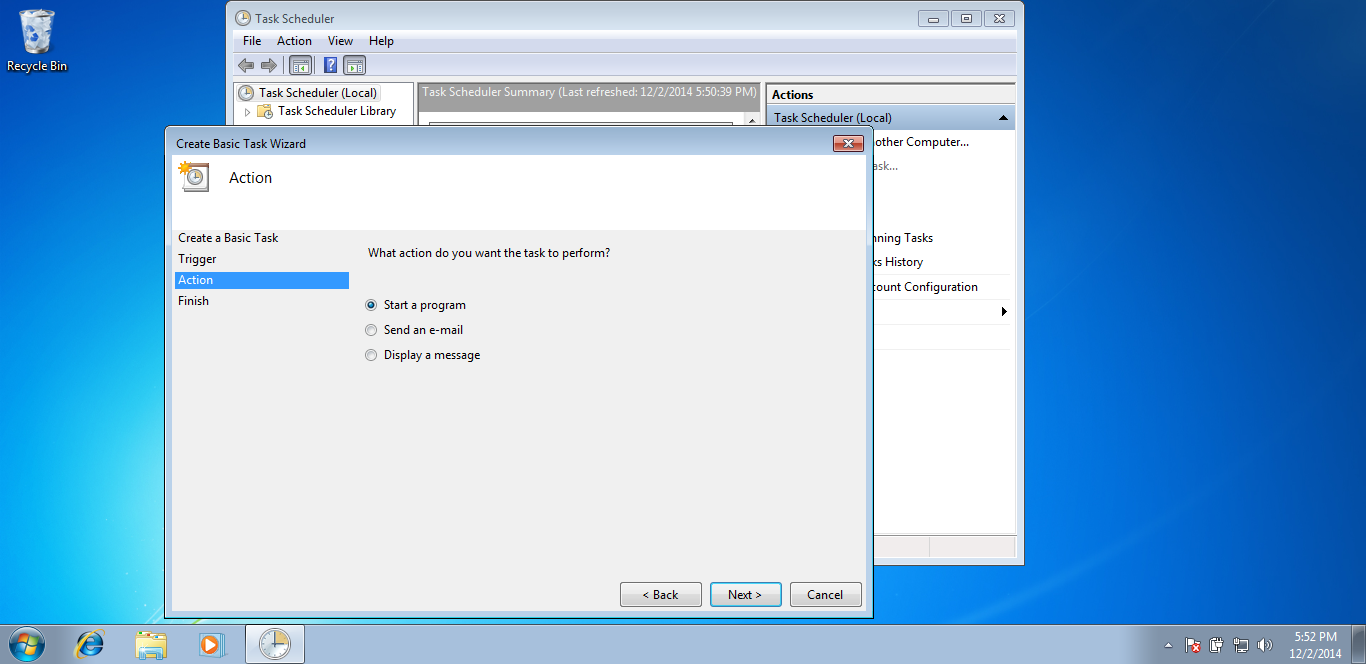 Recycle Bin
Task Scheduler
File Action View Help
Task Scheduler (Local)
Task Scheduler Library
Task Scheduler Summary (Last refreshed: 12/2/2014 5:50:39 PM)
Actions
Task Scheduler (Local)
other Computer...
ask...
nning Tasks
ks History
count Configuration
Create Basic Task Wizard
Action
Create a Basic Task
Trigger
Action
Finish
What action do you want the task to perform?
Start a program
Send an e-mail
Display a message
< Back
Next >
Cancel
5:52 PM
12/2/2014